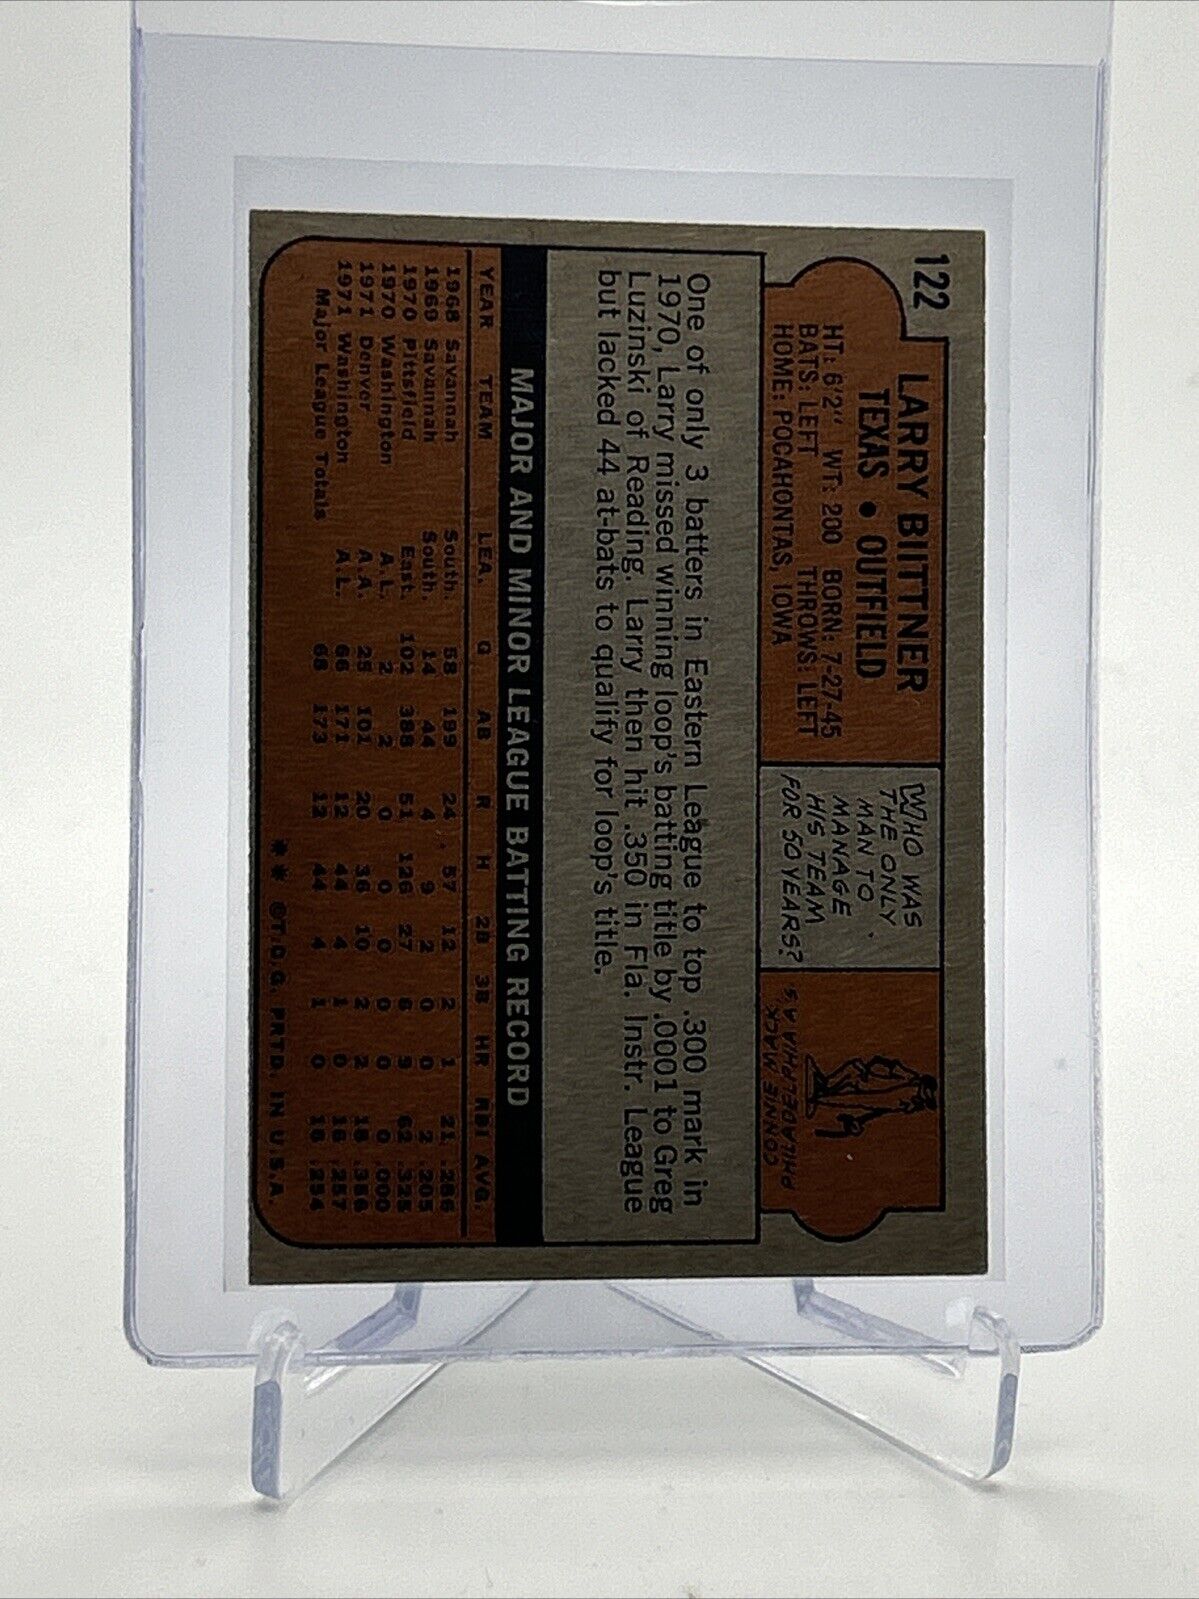 122
LARRY BIITTNER
TEXAS • OUTFIELD
HT: 6'2" WT: 200 BORN: 7-27-45
BATS: LEFT THROWS: LEFT
HOME: POCAHONTAS, IOWA
WHO WAS
THE ONLY
MAN TO
MANAGE
HIS TEAM
FOR 50 YEARS?
CONNIE MACK
PHILADELPHIA A'S
One of only 3 batters in Eastern League to top .300 mark in
1970, Larry missed winning loop's batting title by .0001 to Greg
Luzinski of Reading. Larry then hit .350 in Fla. Instr. League
but lacked 44 at-bats to qualify for loop's title.
MAJOR AND MINOR LEAGUE BATTING RECORD
YEAR TEAM LEA. G AB R H 2B 3B HR RBI AVG.
1968 Savannah South. 58 199 24 57 12 2 1 21 .286
1969 Savannah South. 14 44 4 9 2 0 0 2 .205
1970 Pittsfield East. 102 388 51 126 27 6 9 62 .325
1970 Washington A.L. 2 2 0 0 0 0 0 0 .000
1971 Denver A.A. 25 101 20 36 10 2 2 18 .356
1971 Washington A.L. 66 171 12 44 4 1 0 16 .257
Major League Totals 68 173 12 44 4 1 0 16 .254
** ©T.C.G. PRTD. IN U.S.A.